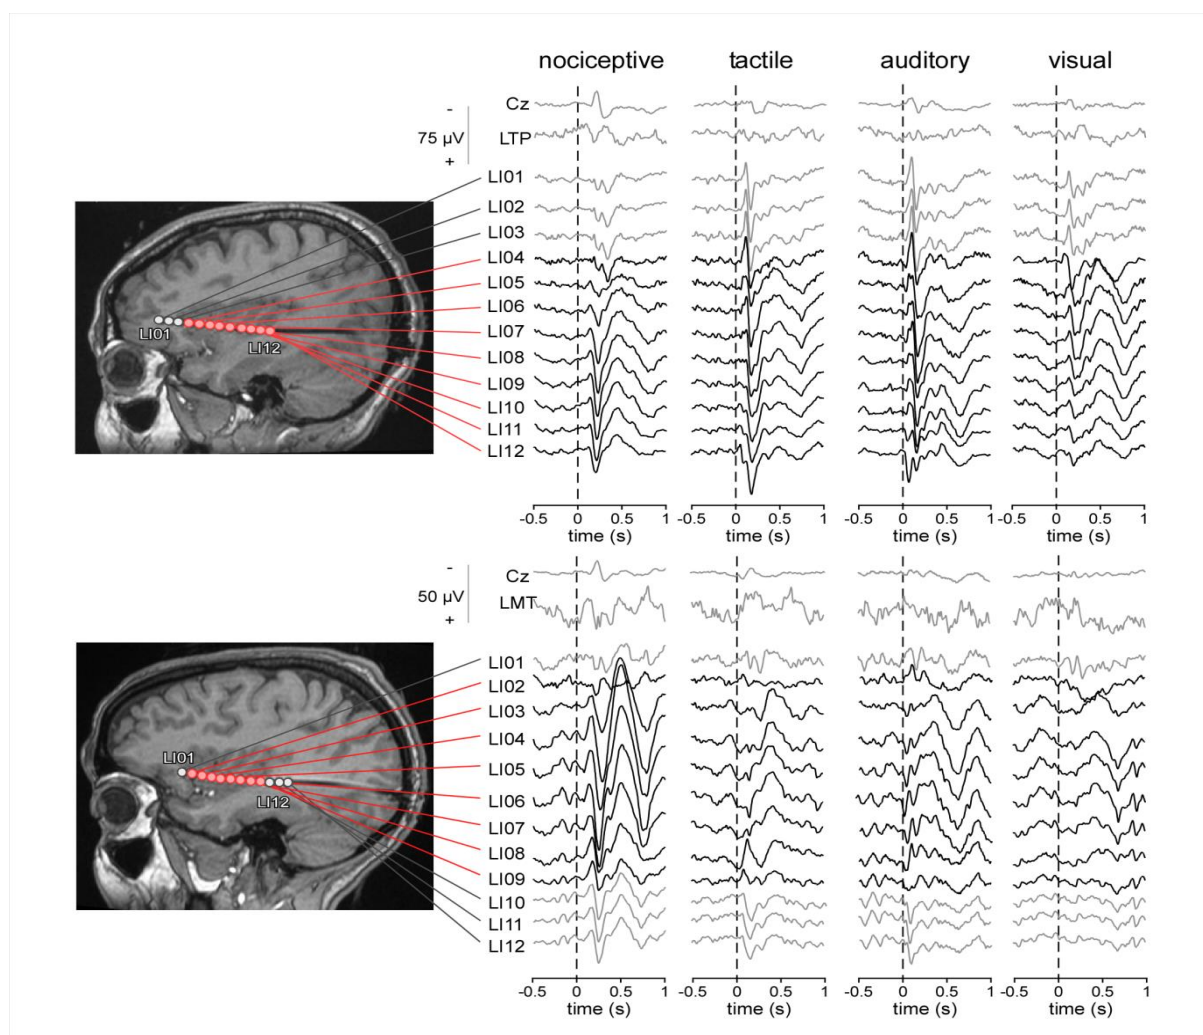 nociceptive tactile auditory visual
Cz
-
75 µV
+
LTP
LI01
LI02
LI03
LI04
LI05
LI06
LI07
LI08
LI09
LI10
LI11
LI12
LI01
LI12
-0.5 0 0.5 1 -0.5 0 0.5 1 -0.5 0 0.5 1 -0.5 0 0.5 1
time (s) time (s) time (s) time (s)
Cz
-
50 µV
+
LMT
LI01
LI02
LI03
LI04
LI05
LI06
LI07
LI08
LI09
LI10
LI11
LI12
LI01
LI12
-0.5 0 0.5 1 -0.5 0 0.5 1 -0.5 0 0.5 1 -0.5 0 0.5 1
time (s) time (s) time (s) time (s)